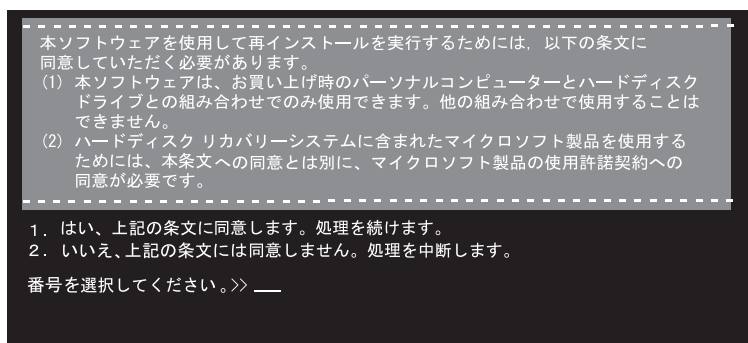 本ソフトウェアを使用して再インストールを実行するためには, 以下の条文に
同意していただく必要があります。
(1) 本ソフトウェアは、お買い上げ時のパーソナルコンピューターとハードディスク
ドライブとの組み合わせでのみ使用できます。他の組み合わせで使用することは
できません。
(2) ハードディスク リカバリーシステムに含まれたマイクロソフト製品を使用する
ためには、本条文への同意とは別に、マイクロソフト製品の使用許諾契約への
同意が必要です。
1. はい、上記の条文に同意します。処理を続けます。
2. いいえ、上記の条文には同意しません。処理を中断します。
番号を選択してください。>> __